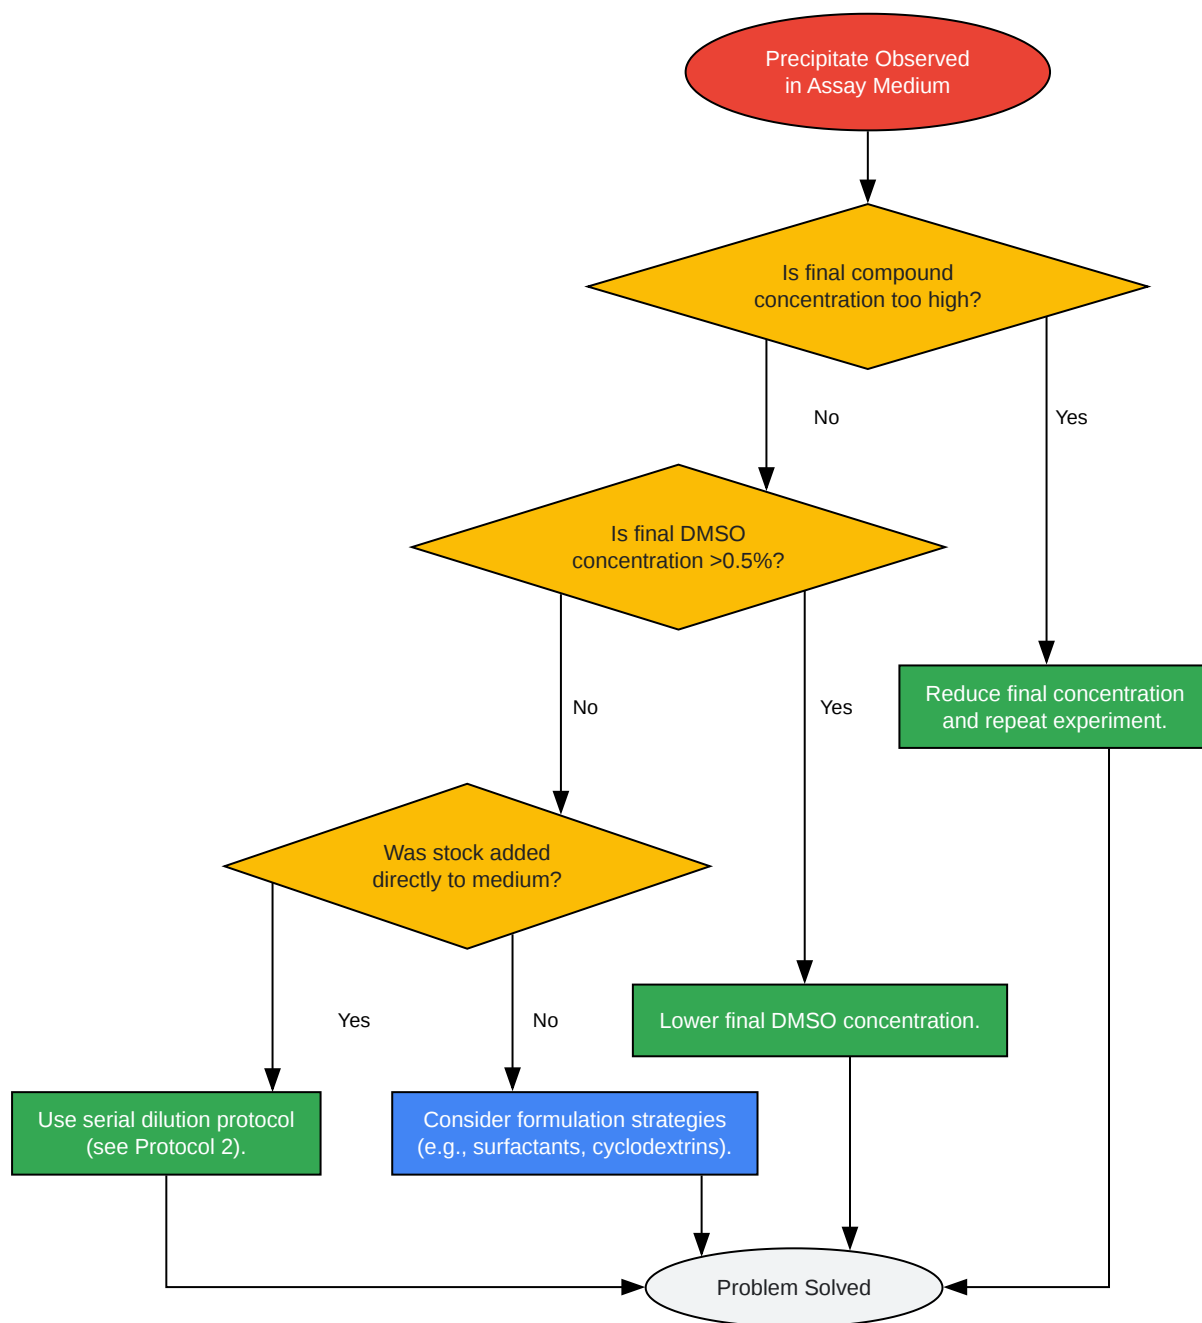 Precipitate Observed
in Assay Medium
Is final compound
concentration too high?
No
Yes
Is final DMSO
concentration >0.5%?
No
Yes
Reduce final concentration
and repeat experiment.
Was stock added
directly to medium?
Yes
No
Lower final DMSO concentration.
Use serial dilution protocol
(see Protocol 2).
Consider formulation strategies
(e.g., surfactants, cyclodextrins).
Problem Solved